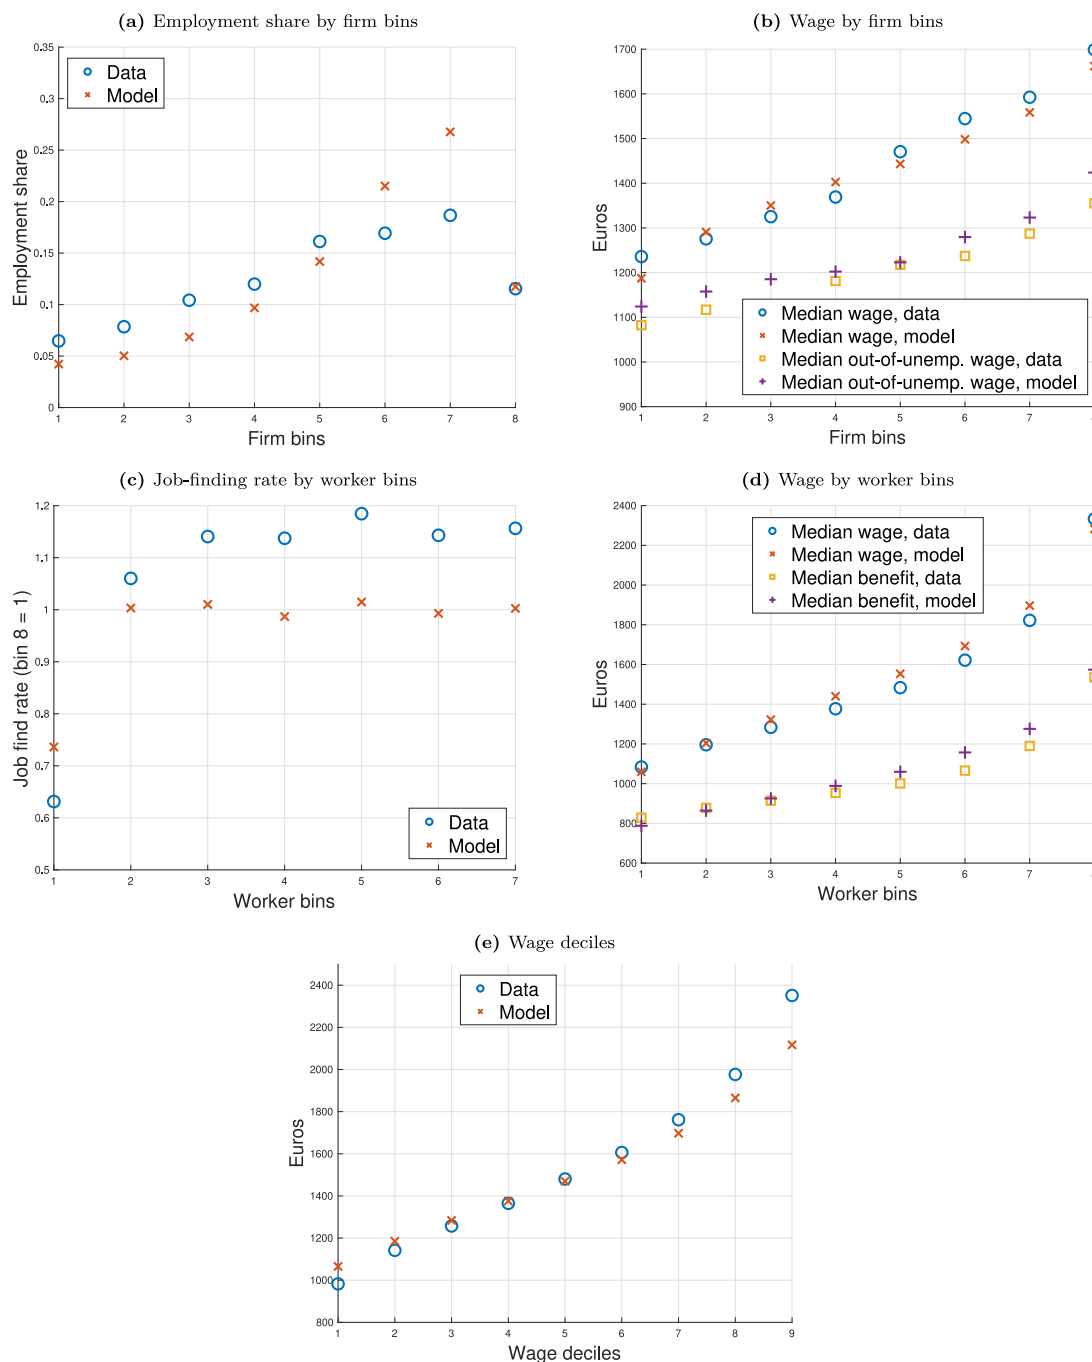 (a) Employment share by firm bins
0.35
0.3
0.25
0.2
0.15
0.1
0.05
0
Employment share
Data
Model
1 2 3 4 5 6 7 8
Firm bins
(b) Wage by firm bins
1700
1600
1500
1400
1300
1200
1100
1000
900
Euros
Median wage, data
Median wage, model
Median out-of-unemp. wage, data
Median out-of-unemp. wage, model
1 2 3 4 5 6 7
Firm bins
(c) Job-finding rate by worker bins
1.2
1.1
1
0.9
0.8
0.7
0.6
0.5
Job find rate (bin 8 = 1)
Data
Model
1 2 3 4 5 6 7
Worker bins
(d) Wage by worker bins
2400
2200
2000
1800
1600
1400
1200
1000
800
600
Euros
Median wage, data
Median wage, model
Median benefit, data
Median benefit, model
1 2 3 4 5 6 7
Worker bins
(e) Wage deciles
2400
2200
2000
1800
1600
1400
1200
1000
800
Euros
Data
Model
1 2 3 4 5 6 7 8 9
Wage deciles